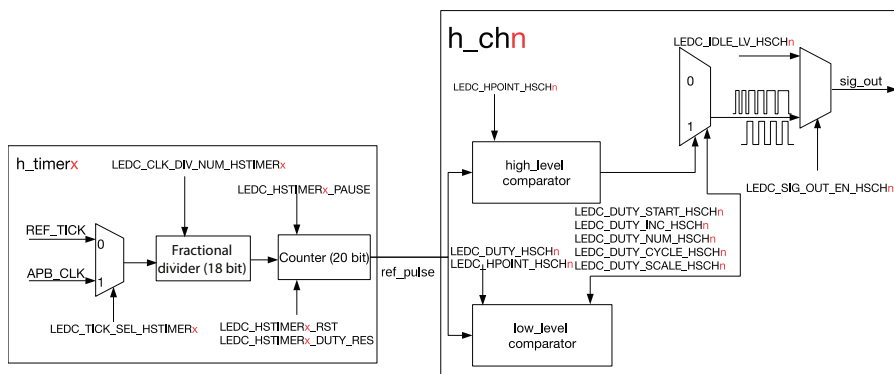 h_chn
LEDC_IDLE_LV_HSCHn
sig_out
LEDC_HPOINT_HSCHn
0
1
high_level
comparator
LEDC_SIG_OUT_EN_HSCHn
h_timerx
LEDC_CLK_DIV_NUM_HSTIMERx
LEDC_HSTIMERx_PAUSE
REF_TICK
0
APB_CLK
1
Fractional
divider (18 bit)
Counter (20 bit)
ref_pulse
LEDC_TICK_SEL_HSTIMERx
LEDC_HSTIMERx_RST
LEDC_HSTIMERx_DUTY_RES
LEDC_DUTY_START_HSCHn
LEDC_DUTY_INC_HSCHn
LEDC_DUTY_NUM_HSCHn
LEDC_DUTY_CYCLE_HSCHn
LEDC_DUTY_SCALE_HSCHn
LEDC_DUTY_HSCHn
LEDC_HPOINT_HSCHn
low_level
comparator